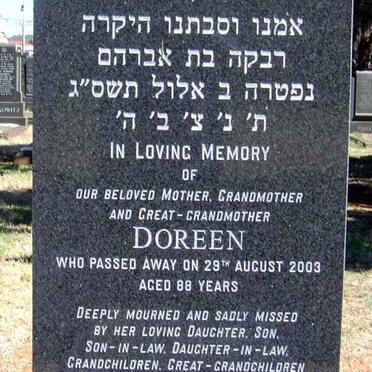 אמנו וסבתנו היקרה
רבקה בת אברהם
נפטרה ב אלול תשס"ג
ת' נ' צ' ב' ה'
IN LOVING MEMORY
OF
OUR BELOVED MOTHER, GRANDMOTHER
AND GREAT-GRANDMOTHER
DOREEN
WHO PASSED AWAY ON 29TH AUGUST 2003
AGED 88 YEARS
DEEPLY MOURNED AND SADLY MISSED
BY HER LOVING DAUGHTER, SON,
SON-IN-LAW, DAUGHTER-IN-LAW,
GRANDCHILDREN, GREAT-GRANDCHILDREN